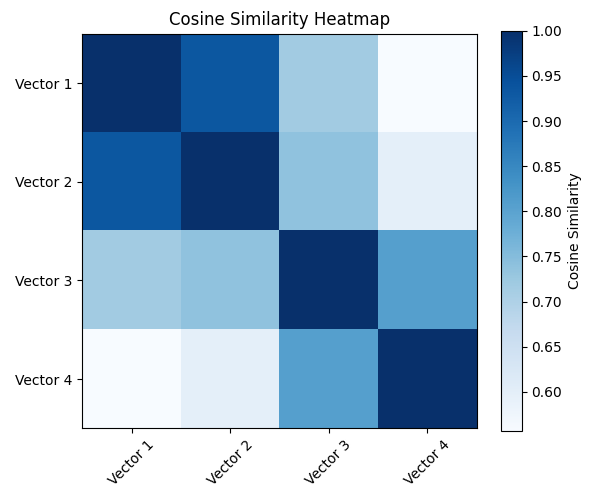 Cosine Similarity Heatmap
Vector 1
Vector 2
Vector 3
Vector 4
Vector 1
Vector 2
Vector 3
Vector 4
1.00
0.95
0.90
0.85
0.80
0.75
0.70
0.65
0.60
Cosine Similarity